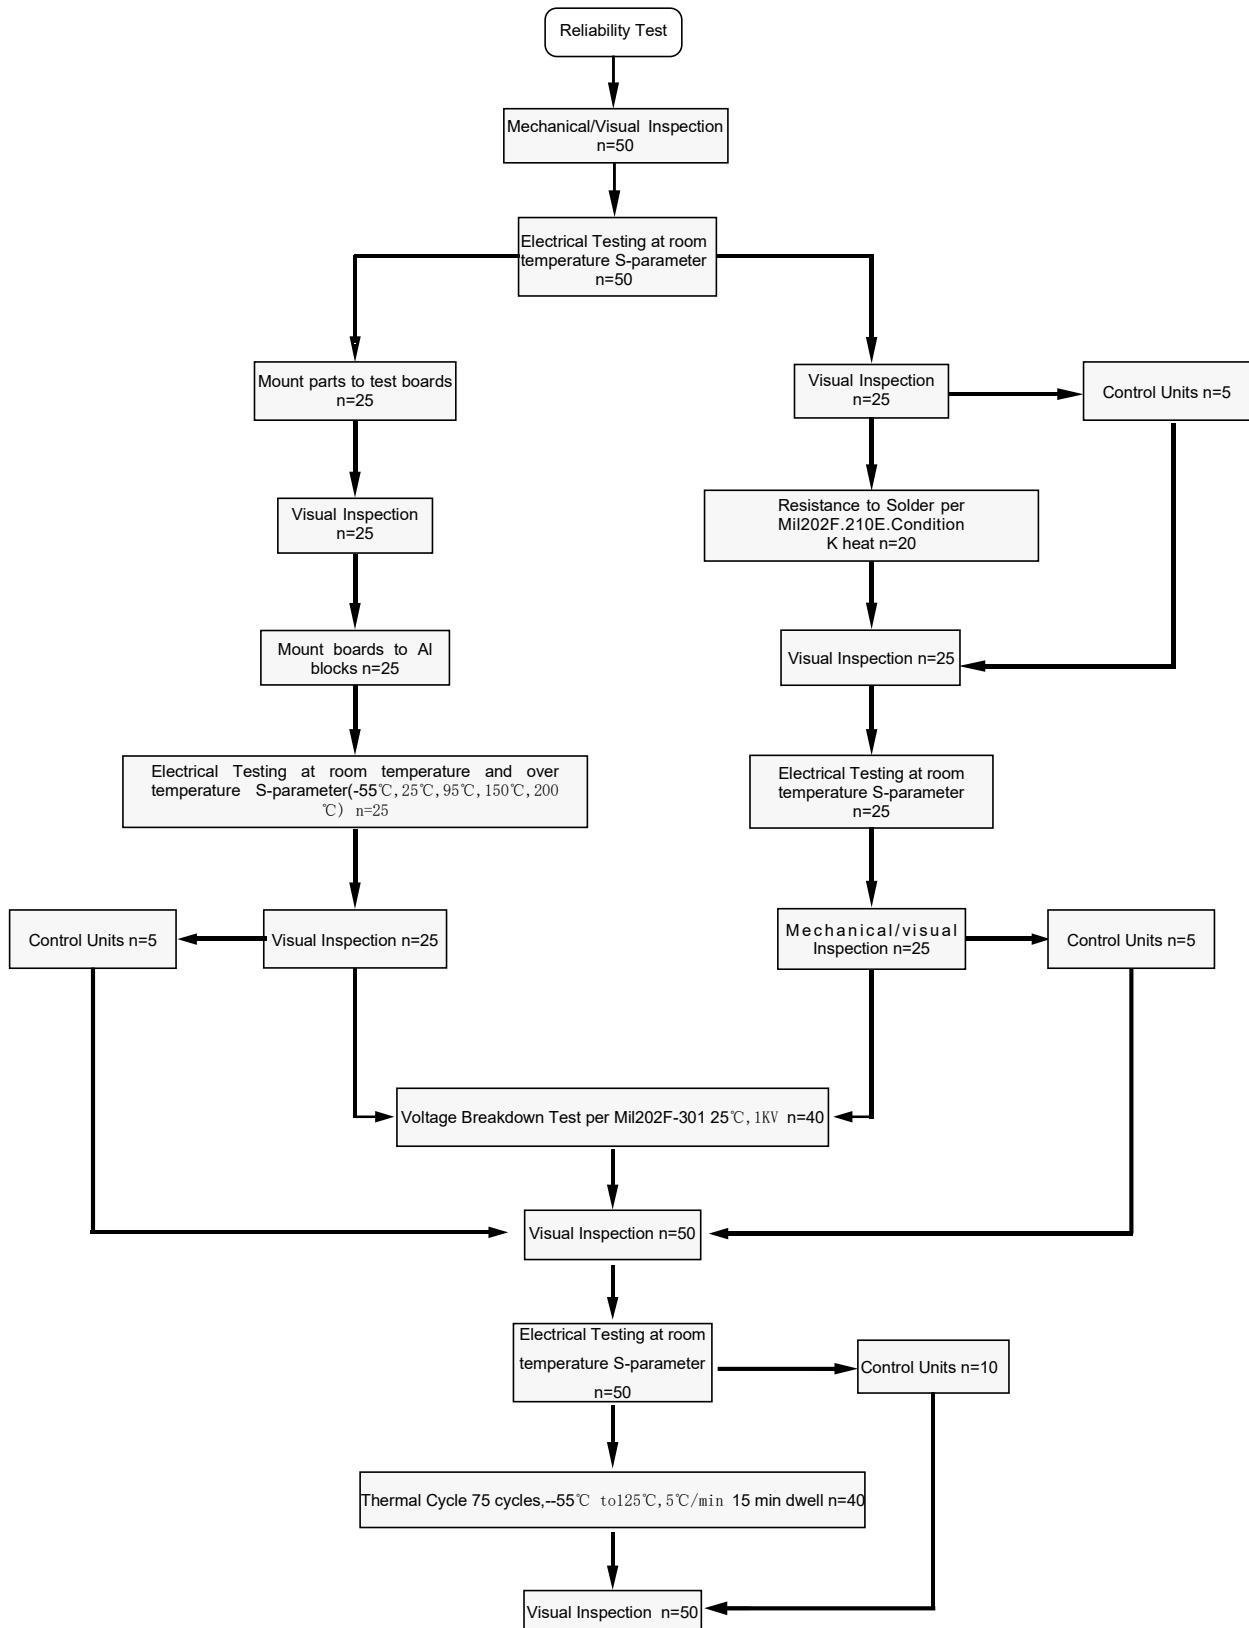 Reliability Test
Mechanical/Visual Inspection
n=50
Electrical Testing at room
temperature S-parameter
n=50
Mount parts to test boards
n=25
Visual Inspection
n=25
Control Units n=5
Visual Inspection
n=25
Resistance to Solder per
Mil202F.210E.Condition
K heat n=20
Mount boards to Al
blocks n=25
Visual Inspection n=25
Electrical Testing at room temperature and over
temperature S-parameter(-55℃,25℃,95℃,150℃,200
℃) n=25
Electrical Testing at room
temperature S-parameter
n=25
Control Units n=5
Visual Inspection n=25
Mechanical/visual
Inspection n=25
Control Units n=5
Voltage Breakdown Test per Mil202F-301 25℃,1KV n=40
Visual Inspection n=50
Electrical Testing at room
temperature S-parameter
n=50
Control Units n=10
Thermal Cycle 75 cycles,--55℃ to125℃,5℃/min 15 min dwell n=40
Visual Inspection n=50